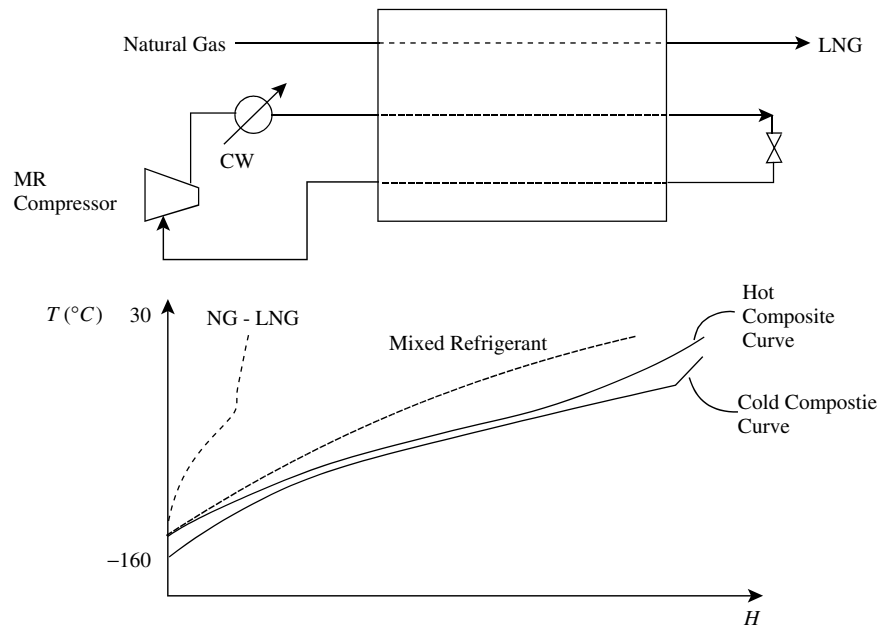 Natural Gas
LNG
CW
MR
Compressor
T (°C)
30
NG - LNG
Mixed Refrigerant
Hot
Composite
Curve
Cold Compostie
Curve
−160
H